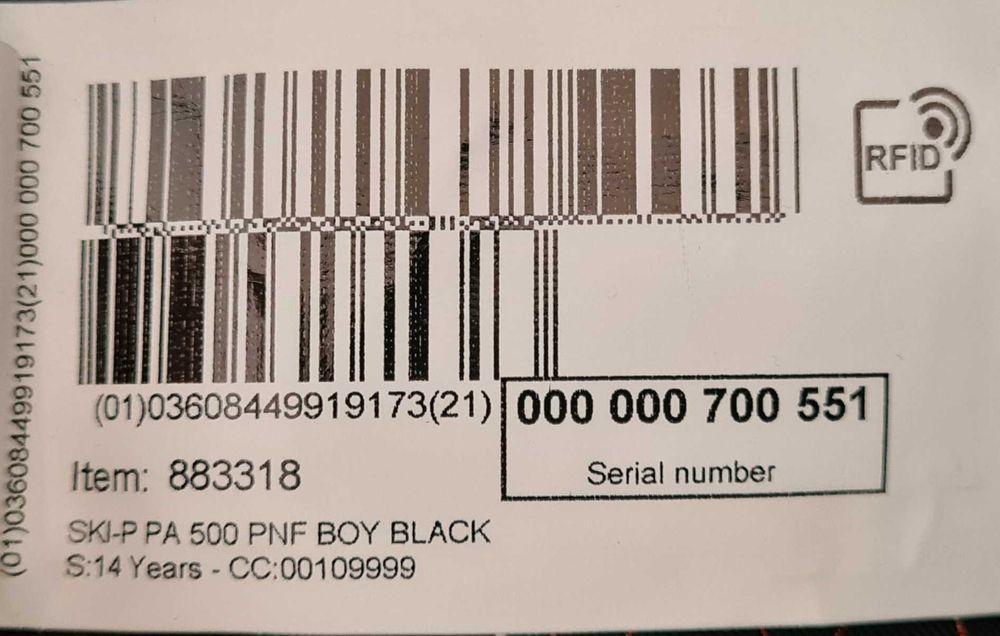 (01)03608449919173(21)000 000 700 551
RFID
(01)03608449919173(21) 000 000 700 551
Serial number
Item: 883318
SKI-P PA 500 PNF BOY BLACK
S:14 Years - CC:00109999